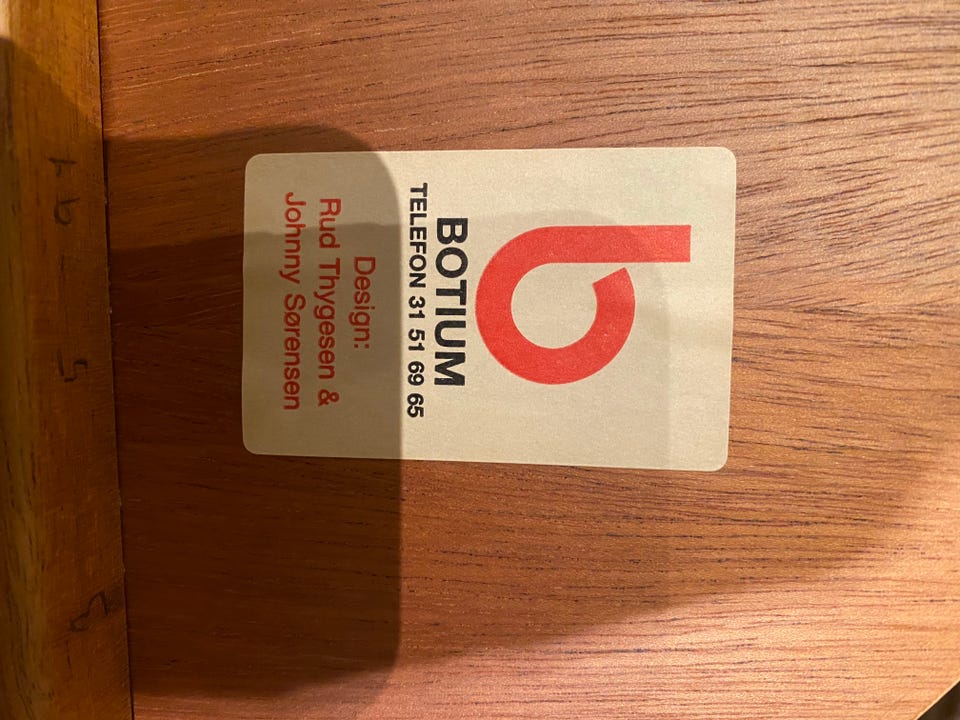 b
BOTIUM
TELEFON 31 51 69 65
Design:
Rud Thygesen &
Johnny Sørensen